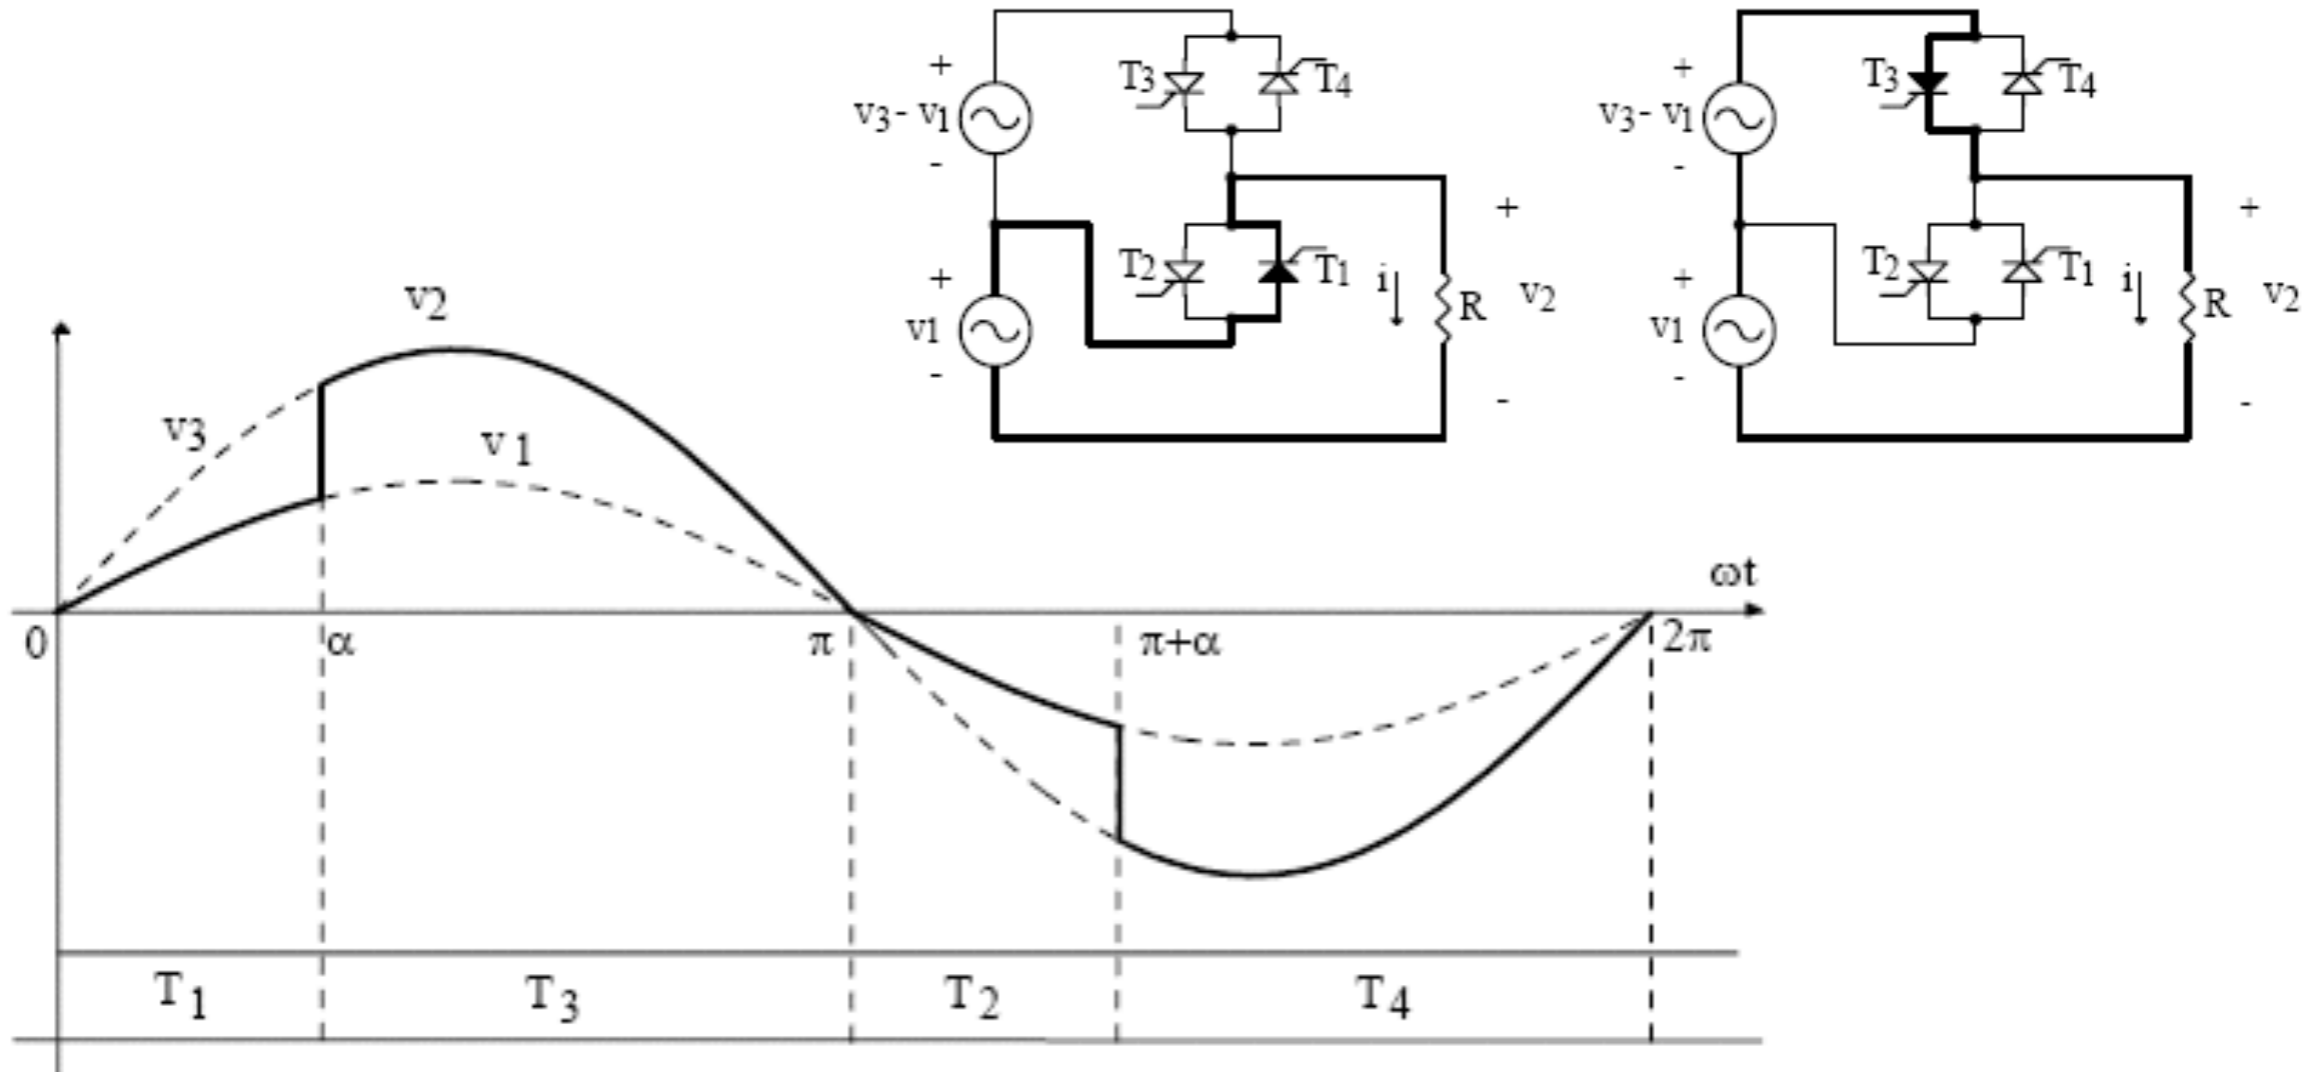 +
v3- v1
-
T3
T4
+
v1
-
T2
T1
i
R
+
v2
-
+
v3- v1
-
T3
T4
+
v1
-
T2
T1
i
R
+
v2
-
v2
v3
v1
ωt
0
α
π
π+α
2π
T1
T3
T2
T4